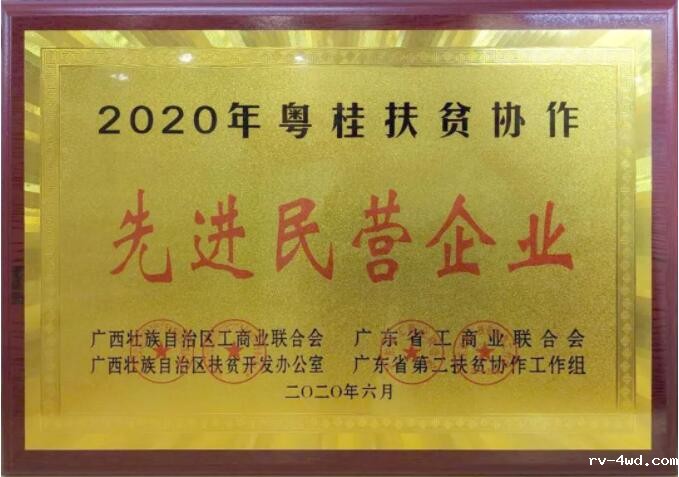 2020年粤桂扶贫协作
先进民营企业
广西壮族自治区工商业联合会 广东省工商业联合会
广西壮族自治区扶贫开发办公室 广东省第二扶贫协作工作组
二〇二〇年六月
rv-4wd.com